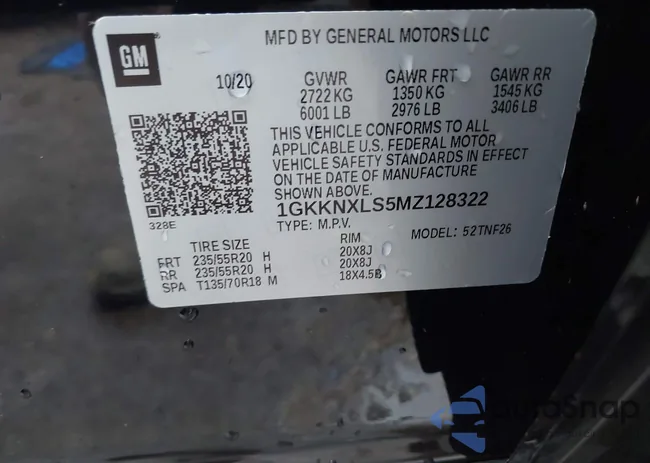 GM
MFD BY GENERAL MOTORS LLC
10/20 GVWR GAWR FRT GAWR RR
2722 KG 1350 KG 1545 KG
6001 LB 2976 LB 3406 LB
THIS VEHICLE CONFORMS TO ALL
APPLICABLE U.S. FEDERAL MOTOR
VEHICLE SAFETY STANDARDS IN EFFECT
ON THE DATE OF MANUFACTURE
SHOWN ABOVE.
1GKKNXLS5MZ128322
328E TYPE: M.P.V. MODEL: 52TNF26
TIRE SIZE RIM
FRT 235/55R20 H 20X8J
RR 235/55R20 H 20X8J
SPA T135/70R18 M 18X4.5B
AutoSnap